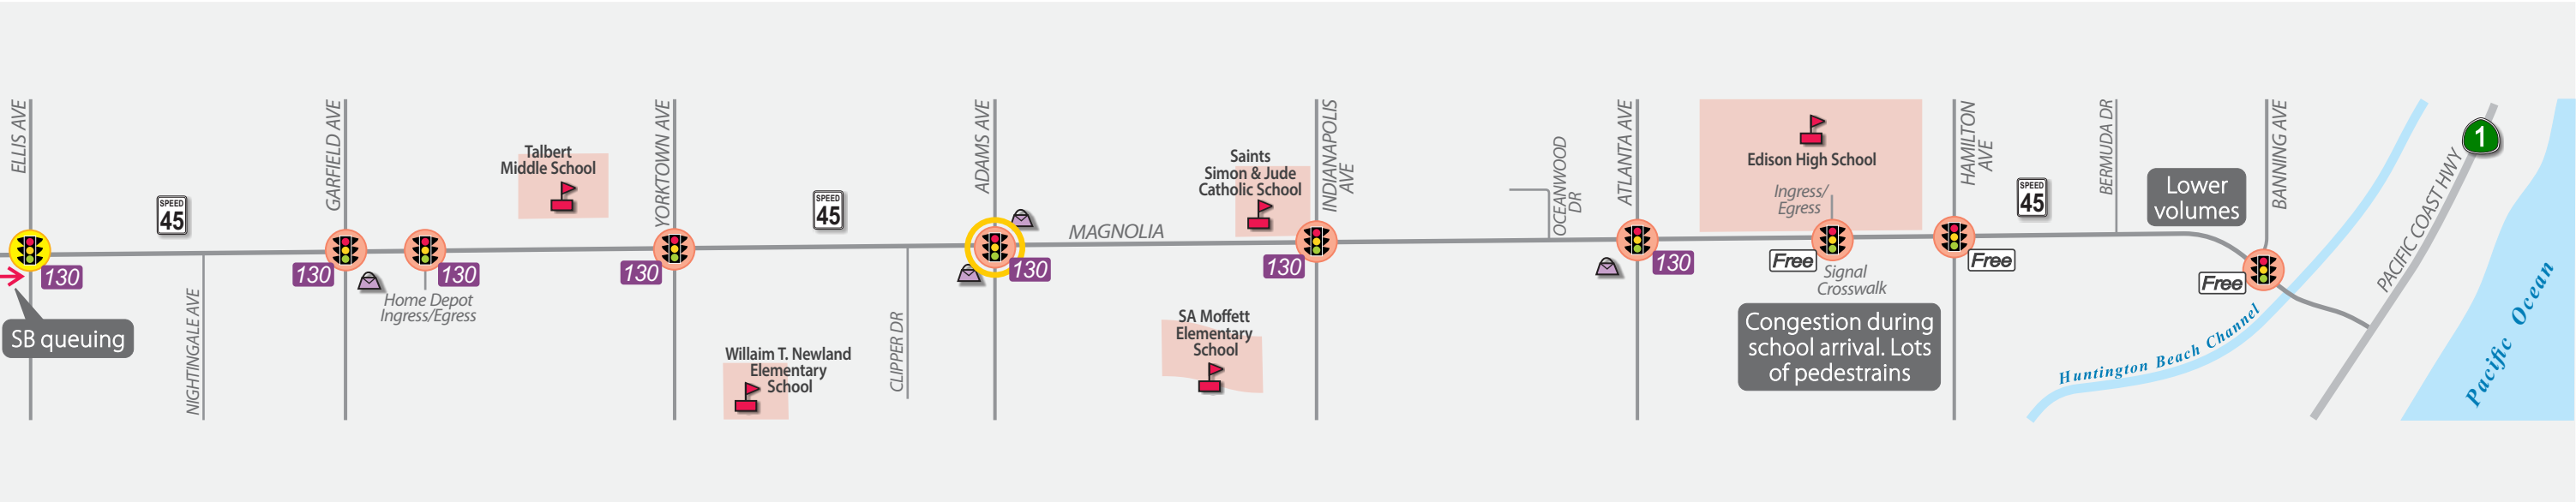 ELLIS AVE
130
SB queuing
SPEED
45
NIGHTINGALE AVE
GARFIELD AVE
130
130
Home Depot
Ingress/Egress
Talbert
Middle School
YORKTOWN AVE
130
Willaim T. Newland
Elementary
School
SPEED
45
CLIPPER DR
ADAMS AVE
130
MAGNOLIA
Saints
Simon & Jude
Catholic School
SA Moffett
Elementary
School
INDIANAPOLIS
AVE
130
OCEANWOOD
DR
ATLANTA AVE
130
Edison High School
Ingress/
Egress
Free
Signal
Crosswalk
Congestion during
school arrival. Lots
of pedestrains
HAMILTON
AVE
Free
SPEED
45
BERMUDA DR
Lower
volumes
BANNING AVE
Free
Huntington Beach Channel
PACIFIC COAST HWY
1
Pacific Ocean